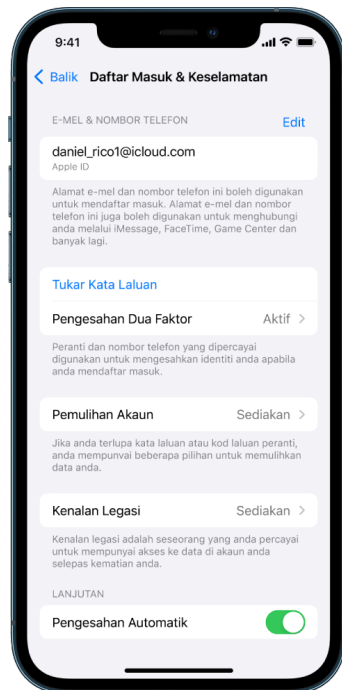 9:41
Balik Daftar Masuk & Keselamatan
E-MEL & NOMBOR TELEFON Edit
daniel_rico1@icloud.com
Apple ID
Alamat e-mel dan nombor telefon ini boleh digunakan
untuk mendaftar masuk. Alamat e-mel dan nombor
telefon ini juga boleh digunakan untuk menghubungi
anda melalui iMessage, FaceTime, Game Center dan
banyak lagi.
Tukar Kata Laluan
Pengesahan Dua Faktor Aktif
Peranti dan nombor telefon yang dipercayai
digunakan untuk mengesahkan identiti anda apabila
anda mendaftar masuk.
Pemulihan Akaun Sediakan
Jika anda terlupa kata laluan atau kod laluan peranti,
anda mempunyai beberapa pilihan untuk memulihkan
data anda.
Kenalan Legasi Sediakan
Kenalan legasi adalah seseorang yang anda percayai
untuk mempunyai akses ke data di akaun anda
selepas kematian anda.
LANJUTAN
Pengesahan Automatik